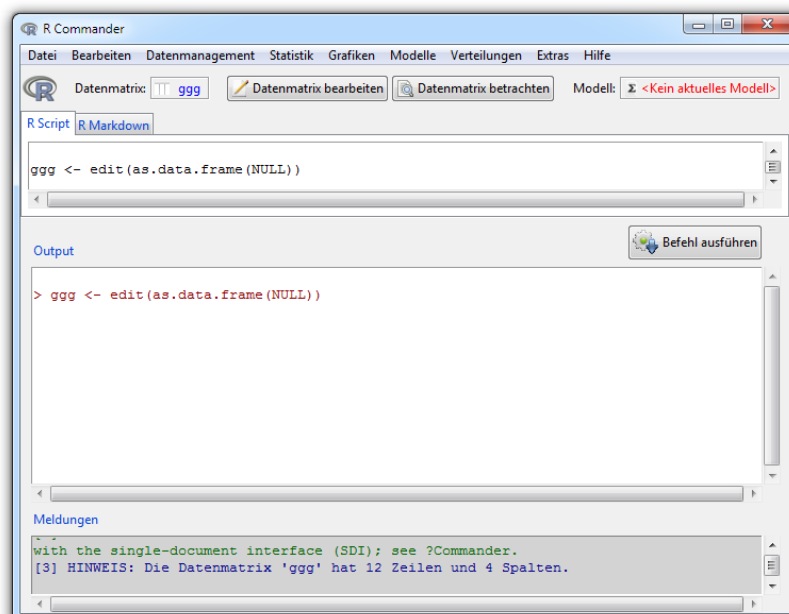 R Commander
Datei Bearbeiten Datenmanagement Statistik Grafiken Modelle Verteilungen Extras Hilfe
R Datenmatrix: ggg Datenmatrix bearbeiten Datenmatrix betrachten Modell: Σ <Kein aktuelles Modell>
R Script R Markdown
ggg <- edit(as.data.frame(NULL))
Befehl ausführen
Output
> ggg <- edit(as.data.frame(NULL))
Meldungen
with the single-document interface (SDI); see ?Commander.
[3] HINWEIS: Die Datenmatrix 'ggg' hat 12 Zeilen und 4 Spalten.